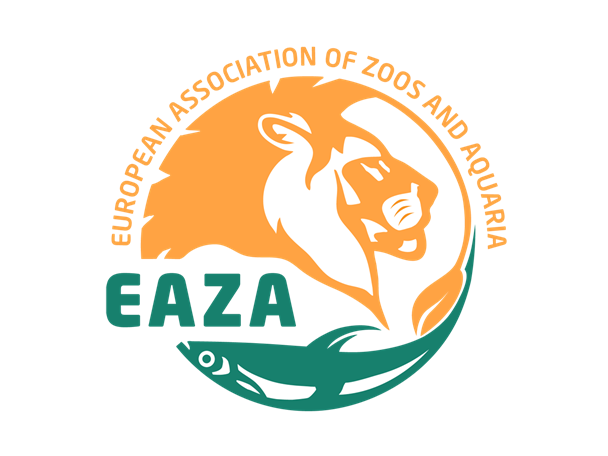 EUROPEAN ASSOCIATION OF ZOOS AND AQUARIA
EAZA